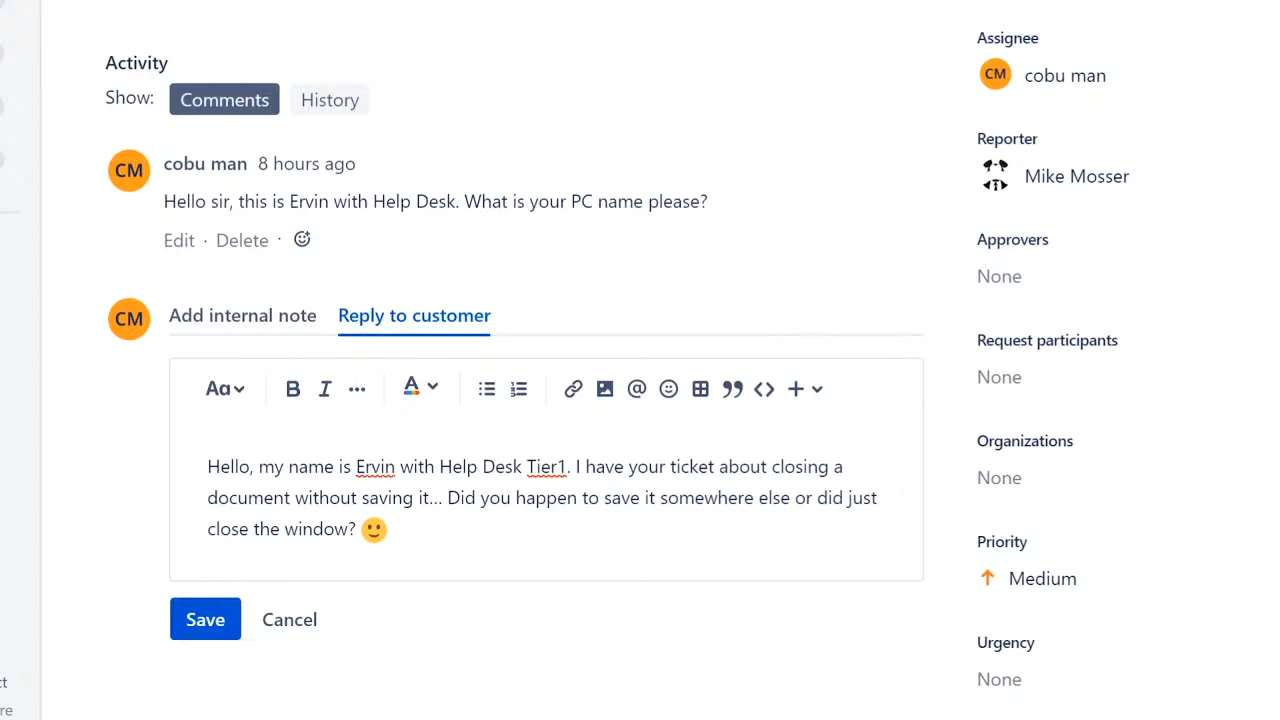 Activity
Show: Comments History
CM cobu man 8 hours ago
Hello sir, this is Ervin with Help Desk. What is your PC name please?
Edit · Delete ·
CM Add internal note Reply to customer
Aa B I ... A
Hello, my name is Ervin with Help Desk Tier1. I have your ticket about closing a
document without saving it... Did you happen to save it somewhere else or did just
close the window? 🙂
Save Cancel
Assignee
CM cobu man
Reporter
Mike Mosser
Approvers
None
Request participants
None
Organizations
None
Priority
Medium
Urgency
None
ct
re